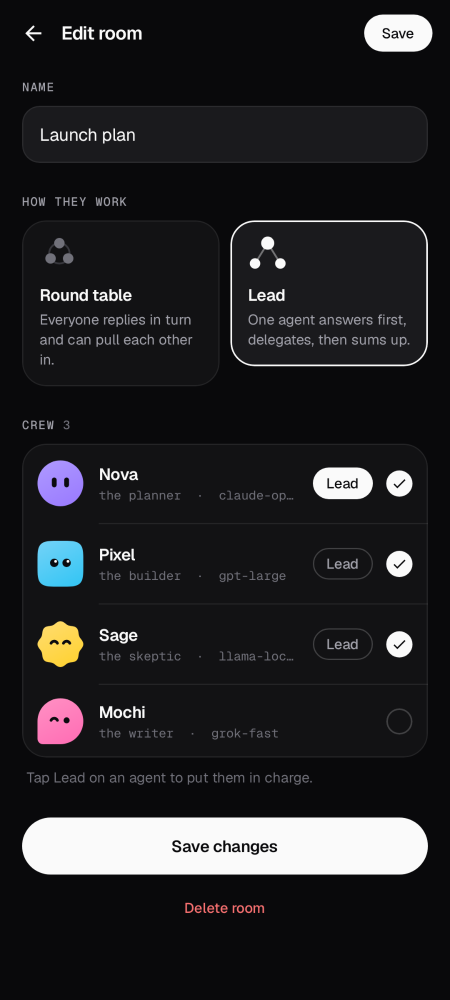 Edit room
Save
NAME
Launch plan
HOW THEY WORK
Round table
Everyone replies in turn
and can pull each other
in.
Lead
One agent answers first,
delegates, then sums up.
CREW 3
Nova
the planner · claude-op…
Lead
Pixel
the builder · gpt-large
Lead
Sage
the skeptic · llama-loc…
Lead
Mochi
the writer · grok-fast
Tap Lead on an agent to put them in charge.
Save changes
Delete room